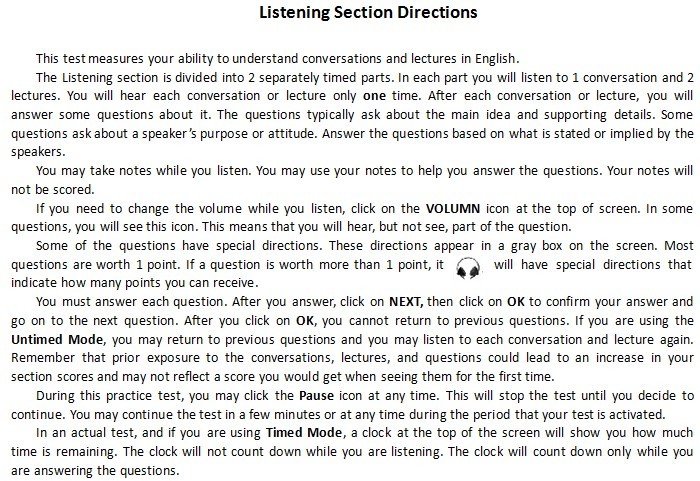 Listening Section Directions
This test measures your ability to understand conversations and lectures in English.
The Listening section is divided into 2 separately timed parts. In each part you will listen to 1 conversation and 2
lectures. You will hear each conversation or lecture only one time. After each conversation or lecture, you will
answer some questions about it. The questions typically ask about the main idea and supporting details. Some
questions ask about a speaker's purpose or attitude. Answer the questions based on what is stated or implied by the
speakers.
You may take notes while you listen. You may use your notes to help you answer the questions. Your notes will
not be scored.
If you need to change the volume while you listen, click on the VOLUMN icon at the top of screen. In some
questions, you will see this icon. This means that you will hear, but not see, part of the question.
Some of the questions have special directions. These directions appear in a gray box on the screen. Most
questions are worth 1 point. If a question is worth more than 1 point, it will have special directions that
indicate how many points you can receive.
You must answer each question. After you answer, click on NEXT, then click on OK to confirm your answer and
go on to the next question. After you click on OK, you cannot return to previous questions. If you are using the
Untimed Mode, you may return to previous questions and you may listen to each conversation and lecture again.
Remember that prior exposure to the conversations, lectures, and questions could lead to an increase in your
section scores and may not reflect a score you would get when seeing them for the first time.
During this practice test, you may click the Pause icon at any time. This will stop the test until you decide to
continue. You may continue the test in a few minutes or at any time during the period that your test is activated.
In an actual test, and if you are using Timed Mode, a clock at the top of the screen will show you how much
time is remaining. The clock will not count down while you are listening. The clock will count down only while you
are answering the questions.